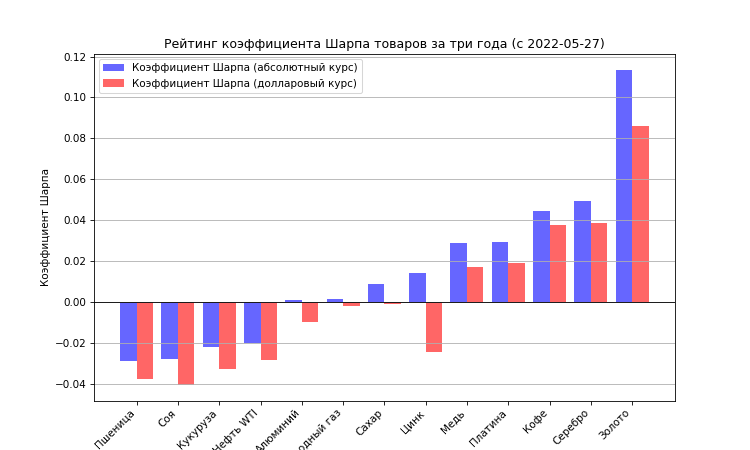 Рейтинг коэффициента Шарпа товаров за три года (с 2022-05-27)
Коэффициент Шарпа (абсолютный курс)
Коэффициент Шарпа (долларовый курс)
Коэффициент Шарпа
0.12
0.10
0.08
0.06
0.04
0.02
0.00
−0.02
−0.04
Пшеница
Соя
Кукуруза
Нефть WTI
Алюминий
газ
Сахар
Цинк
Медь
Платина
Кофе
Серебро
Золото